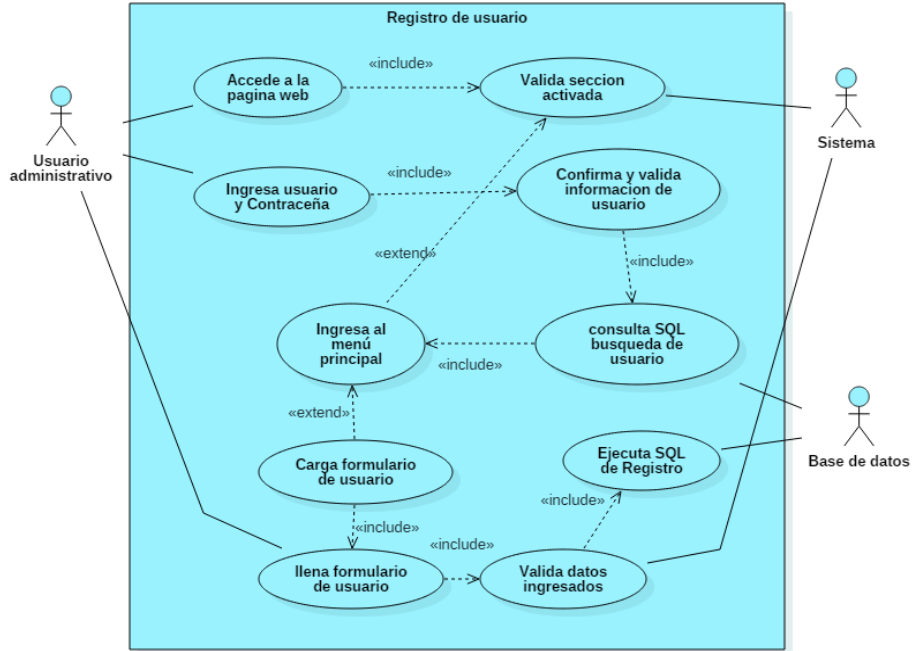 Registro de usuario
«include»
Accede a la
pagina web
Valida seccion
activada
Usuario
administrativo
Sistema
«include»
Ingresa usuario
y Contraceña
Confirma y valida
informacion de
usuario
«extend»
«include»
Ingresa al
menú
principal
consulta SQL
busqueda de
usuario
«include»
«extend»
Ejecuta SQL
de Registro
Base de datos
Carga formulario
de usuario
«include»
«include»
«include»
llena formulario
de usuario
Valida datos
ingresados